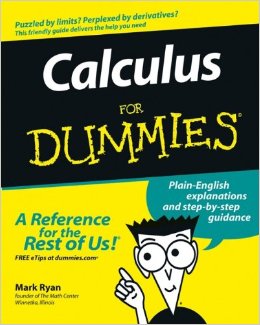 Puzzled by limits? Perplexed by derivatives?
This friendly guide delivers the help you need
Calculus
FOR
DUMMIES®
Plain-English
explanations
and step-by-step
guidance
A Reference
for the
Rest of Us!®
FREE eTips at dummies.com®
Mark Ryan
Founder of The Math Center
Winnetka, Illinois